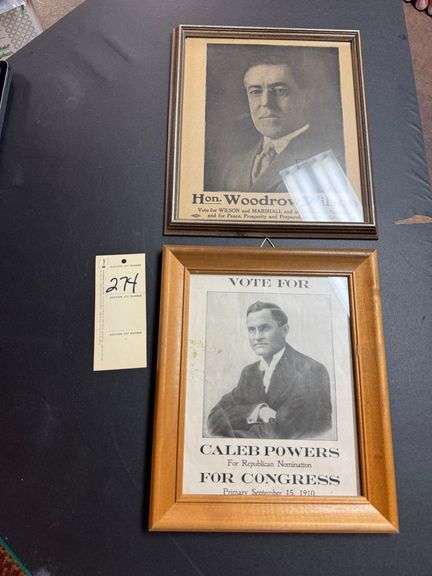 Hon. Woodrow
Vote for WILSON and MARSHALL and
and for Peace, Prosperity and
274
VOTE FOR
CALEB POWERS
For Republican Nomination
FOR CONGRESS
Primary September 15, 1910